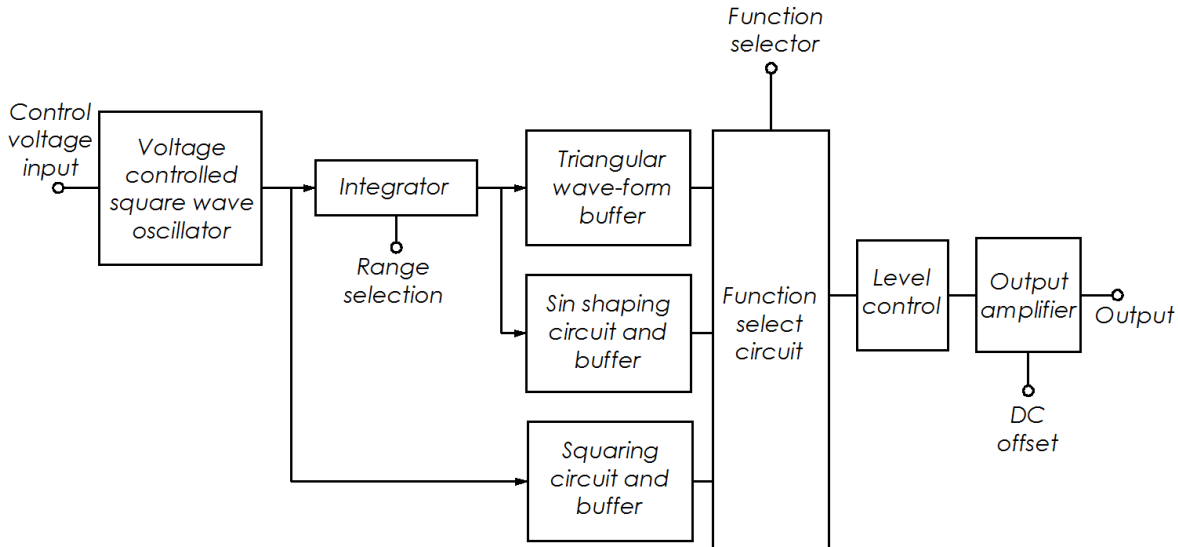 Function
selector
Control
voltage
input
Voltage
controlled
square wave
oscillator
Integrator
Range
selection
Triangular
wave-form
buffer
Sin shaping
circuit and
buffer
Squaring
circuit and
buffer
Function
select
circuit
Level
control
Output
amplifier
Output
DC
offset